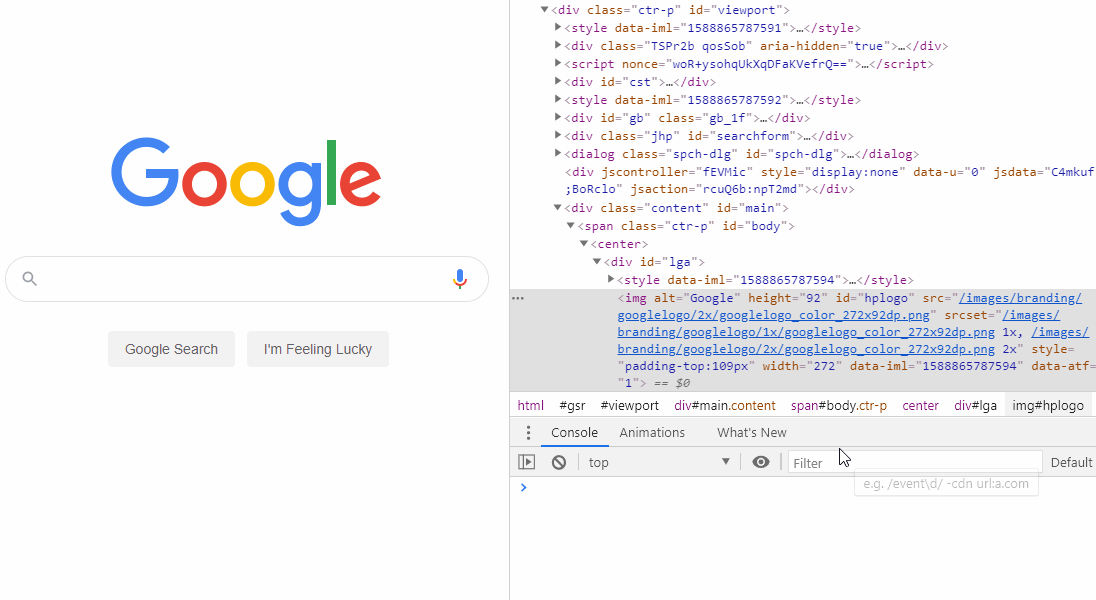 Google
Google Search
I'm Feeling Lucky
<div class="ctr-p" id="viewport">
<style data-iml="1588865787591">…</style>
<div class="TSPr2b qosSob" aria-hidden="true">…</div>
<script nonce="woR+ysohqUkXqDFaKVefrQ==">…</script>
<div id="cst">…</div>
<style data-iml="1588865787592">…</style>
<div id="gb" class="gb_1f">…</div>
<div class="jhp" id="searchform">…</div>
<dialog class="spch-dlg" id="spch-dlg">…</dialog>
<div jscontroller="fEVMic" style="display:none" data-u="0" jsdata="C4mkuf
;BoRclo" jsaction="rcuQ6b:npT2md"></div>
<div class="content" id="main">
<span class="ctr-p" id="body">
<center>
<div id="lga">
<style data-iml="1588865787594">…</style>
… <img alt="Google" height="92" id="hplogo" src="/images/branding/
googlelogo/2x/googlelogo_color_272x92dp.png" srcset="/images/
branding/googlelogo/1x/googlelogo_color_272x92dp.png 1x, /images/
branding/googlelogo/2x/googlelogo_color_272x92dp.png 2x" style=
"padding-top:109px" width="272" data-iml="1588865787594" data-atf=
"1"> == $0
html #gsr #viewport div#main.content span#body.ctr-p center div#lga img#hplogo
Console Animations What's New
top Filter Default
e.g. /event\d/ -cdn url:a.com